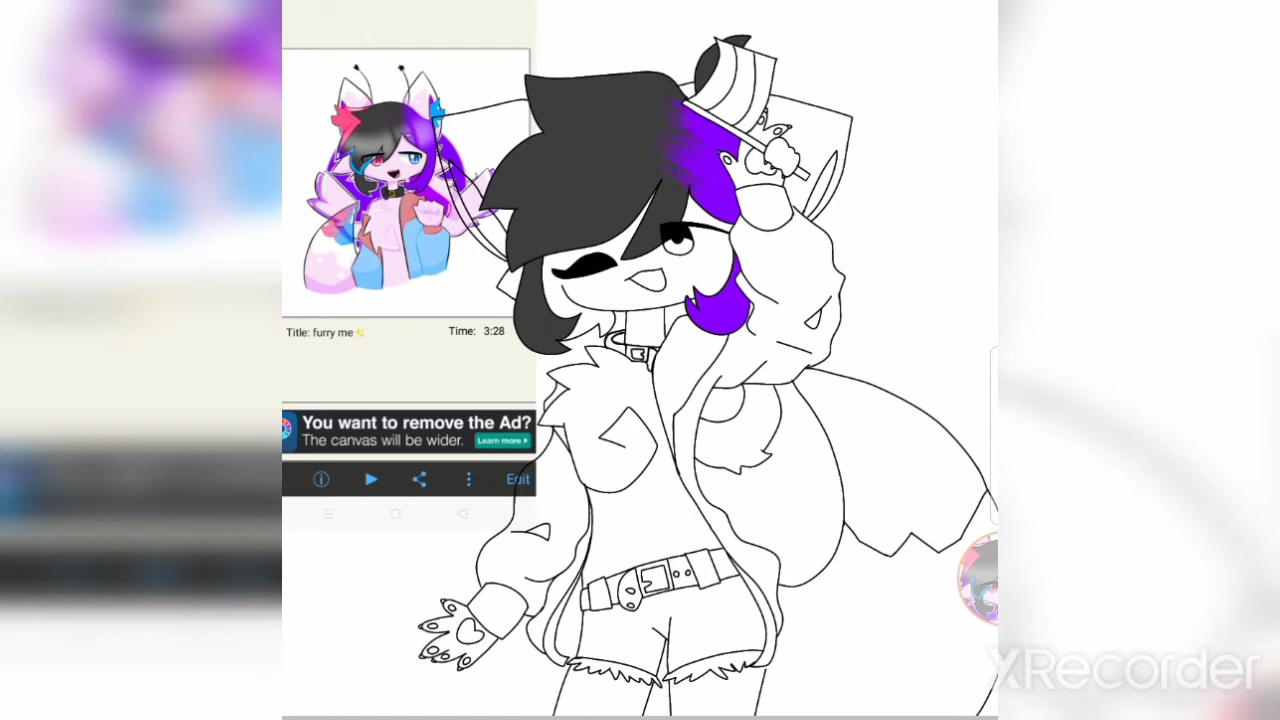 Title: furry me✨
Time: 3:28
You want to remove the Ad?
The canvas will be wider.
Learn more
Edit
XRecorder